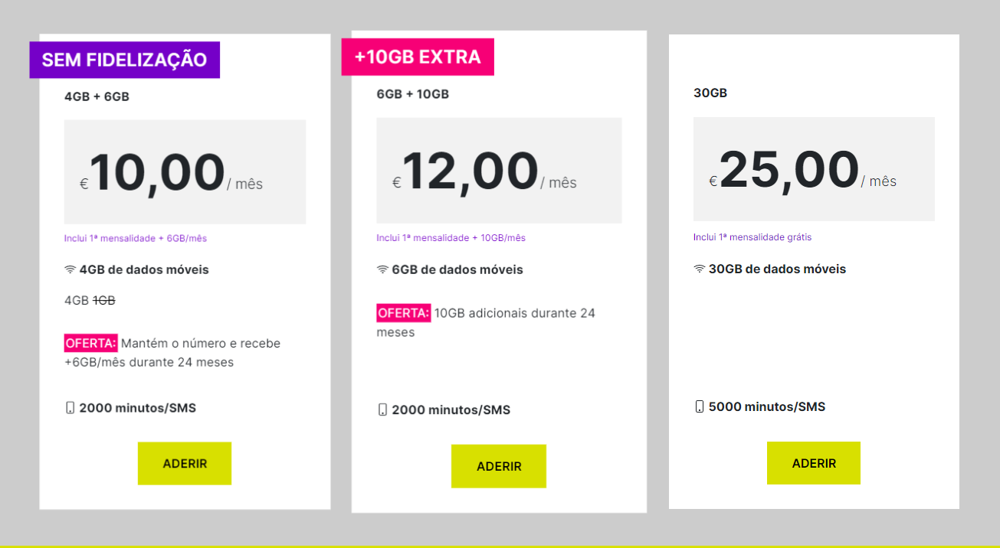 SEM FIDELIZAÇÃO
4GB + 6GB
€10,00/ mês
Inclui 1ª mensalidade + 6GB/mês
4GB de dados móveis
4GB 1GB
OFERTA: Mantém o número e recebe
+6GB/mês durante 24 meses
2000 minutos/SMS
ADERIR
+10GB EXTRA
6GB + 10GB
€12,00/ mês
Inclui 1ª mensalidade + 10GB/mês
6GB de dados móveis
OFERTA: 10GB adicionais durante 24
meses
2000 minutos/SMS
ADERIR
30GB
€25,00/ mês
Inclui 1ª mensalidade grátis
30GB de dados móveis
5000 minutos/SMS
ADERIR